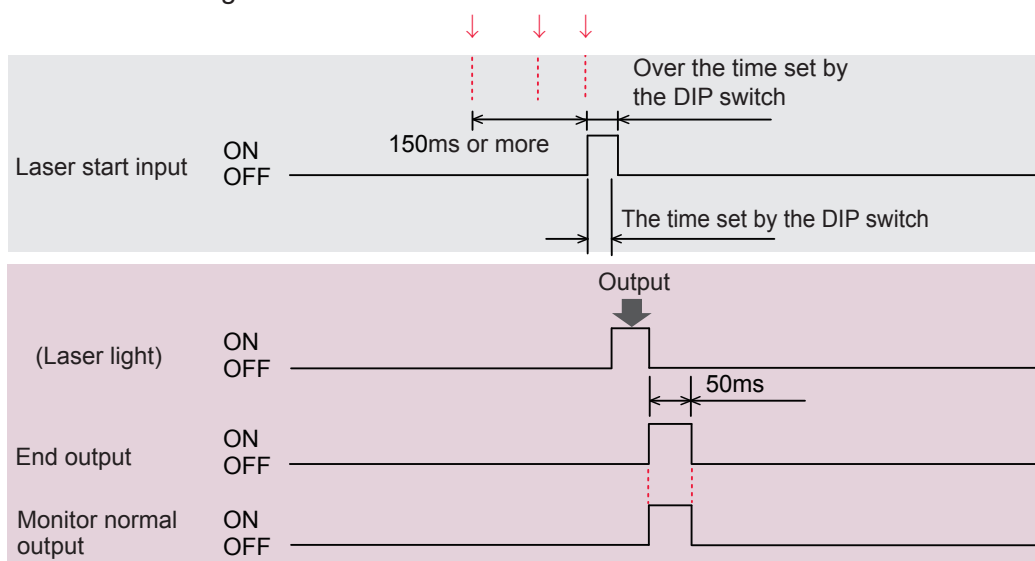 Over the time set by
the DIP switch
150ms or more
Laser start input
ON
OFF
The time set by the DIP switch
Output
(Laser light)
ON
OFF
50ms
End output
ON
OFF
Monitor normal
output
ON
OFF